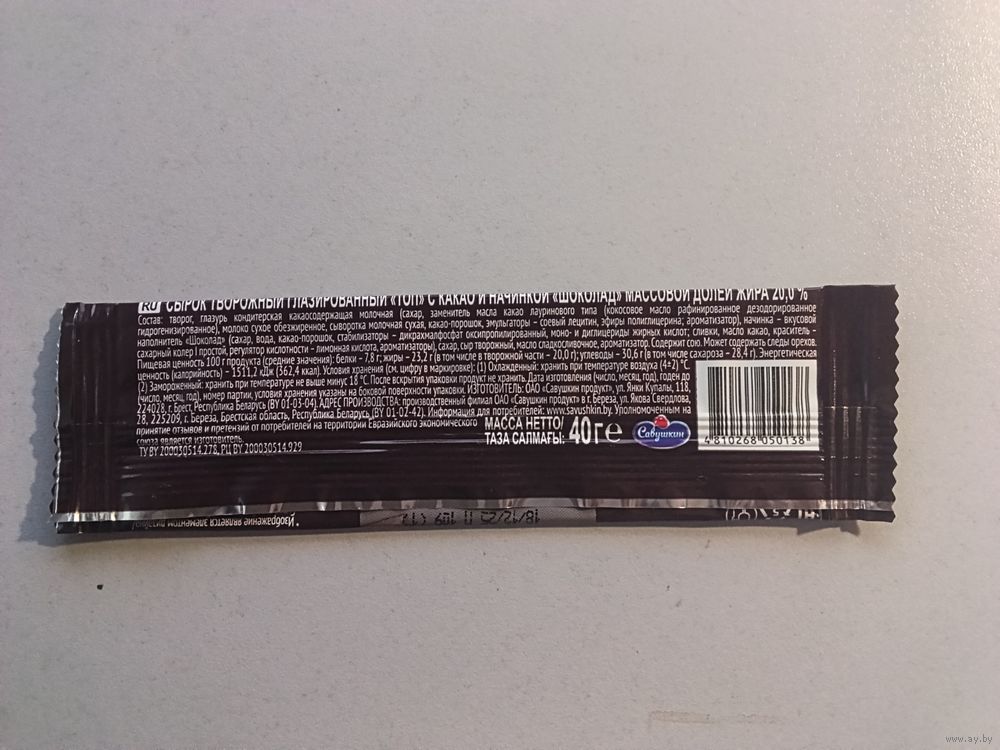 RU СЫРОК ТВОРОЖНЫЙ ГЛАЗИРОВАННЫЙ «ТОП» С КАКАО И НАЧИНКОЙ «ШОКОЛАД» МАССОВОЙ ДОЛЕЙ ЖИРА 20,0 %
Состав: творог, глазурь кондитерская какаосодержащая молочная (сахар, заменитель масла какао лауринового типа (кокосовое масло рафинированное дезодорированное
гидрогенизированное), молоко сухое обезжиренное, сыворотка молочная сухая, какао-порошок, эмульгаторы – соевый лецитин, эфиры полиглицерина; ароматизатор), начинка – вкусовой
наполнитель «Шоколад» (сахар, вода, какао-порошок, стабилизаторы – дикрахмалфосфат оксипропилированный, моно- и диглицериды жирных кислот; сливки, масло какао, краситель -
сахарный колер I простой, регулятор кислотности – лимонная кислота, ароматизаторы), сахар, сыр творожный, масло сладкосливочное, ароматизатор. Содержит сою. Может содержать следы орехов.
Пищевая ценность 100 г продукта (средние значения): белки – 7,8 г; жиры – 23,2 г (в том числе в творожной части – 20,0 г); углеводы – 30,6 г (в том числе сахароза – 28,4 г). Энергетическая
ценность (калорийность) – 1511,2 кДж (362,4 ккал). Условия хранения (см. цифру в маркировке): (1) Охлажденный: хранить при температуре воздуха (4±2) °С.
(2) Замороженный: хранить при температуре не выше минус 18 °С. После вскрытия упаковки продукт не хранить. Дата изготовления (число, месяц, год), годен до
(число, месяц, год), номер партии, условия хранения указаны на боковой поверхности упаковки. ИЗГОТОВИТЕЛЬ: ОАО «Савушкин продукт», ул. Янки Купалы, 118,
224028, г. Брест, Республика Беларусь (BY 01-03-04). АДРЕС ПРОИЗВОДСТВА: производственный филиал ОАО «Савушкин продукт» в г. Береза, ул. Якова Свердлова,
28, 225209, г. Береза, Брестская область, Республика Беларусь, (BY 01-02-42). Информация для потребителей: www.savushkin.by. Уполномоченным на
принятие отзывов и претензий от потребителей на территории Евразийского экономического
союза является изготовитель.
ТУ BY 200030514.278, РЦ BY 200030514.929
МАССА НЕТТО/
ТАЗА САЛМАҒЫ: 40 г e
Савушкин
4 810268 050138
* Изображение является элементом дизайна
www.ay.by